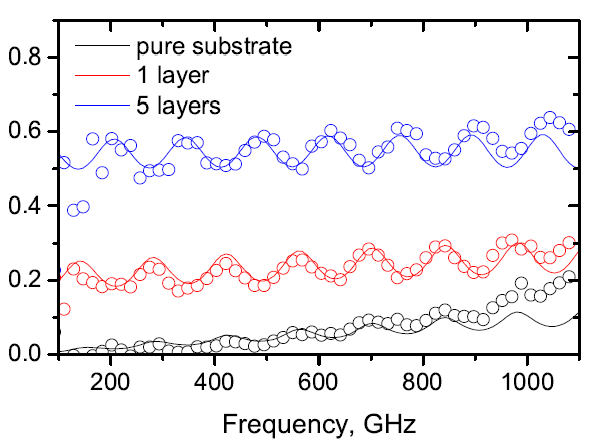 pure substrate
1 layer
5 layers
0.8
0.6
0.4
0.2
0.0
200 400 600 800 1000
Frequency, GHz